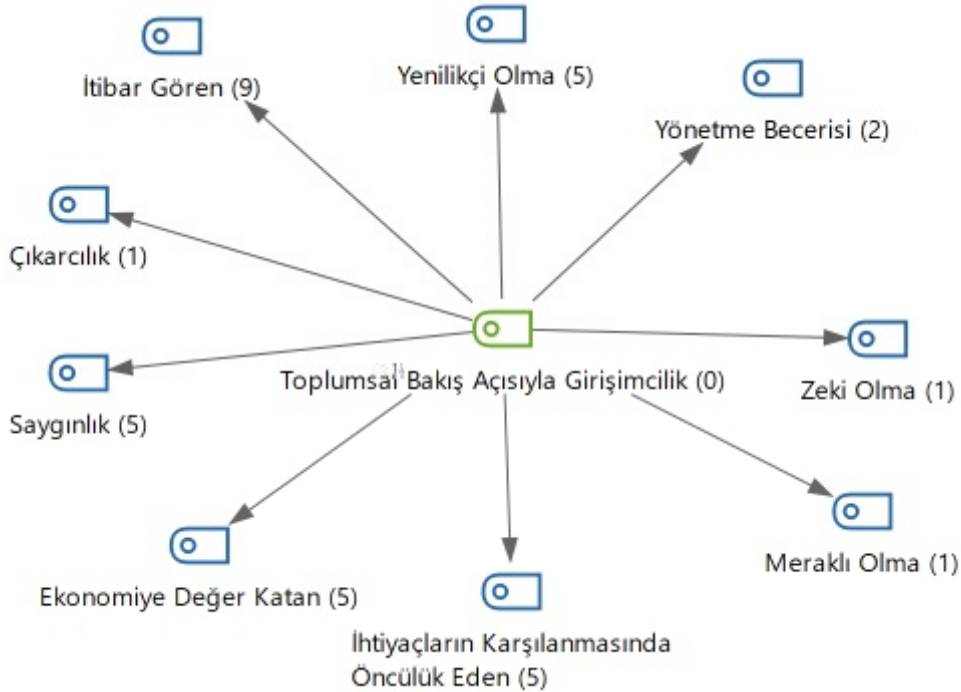 İtibar Gören (9)
Yenilikçi Olma (5)
Yönetme Becerisi (2)
Çıkarcılık (1)
Toplumsal Bakış Açısıyla Girişimcilik (0)
Zeki Olma (1)
Saygınlık (5)
Meraklı Olma (1)
Ekonomiye Değer Katan (5)
İhtiyaçların Karşılanmasında
Öncülük Eden (5)